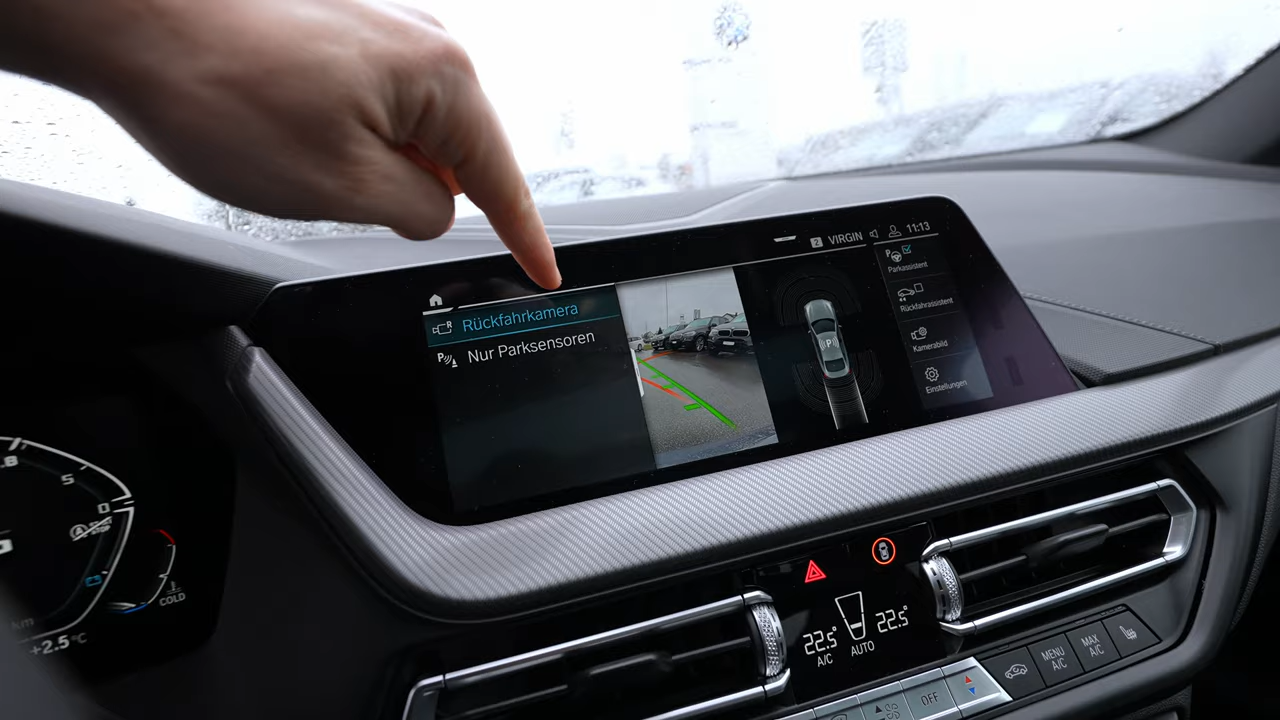 2 VIRGIN 11:13
R Rückfahrkamera
P Nur Parksensoren
(P)
P Parkassistent
Rückfahrassistent
Kamerabild
Einstellungen
5
0
COLD
+2.5°C
22.5° 22.5°
A/C AUTO
MENU
A/C
MAX
A/C
OFF